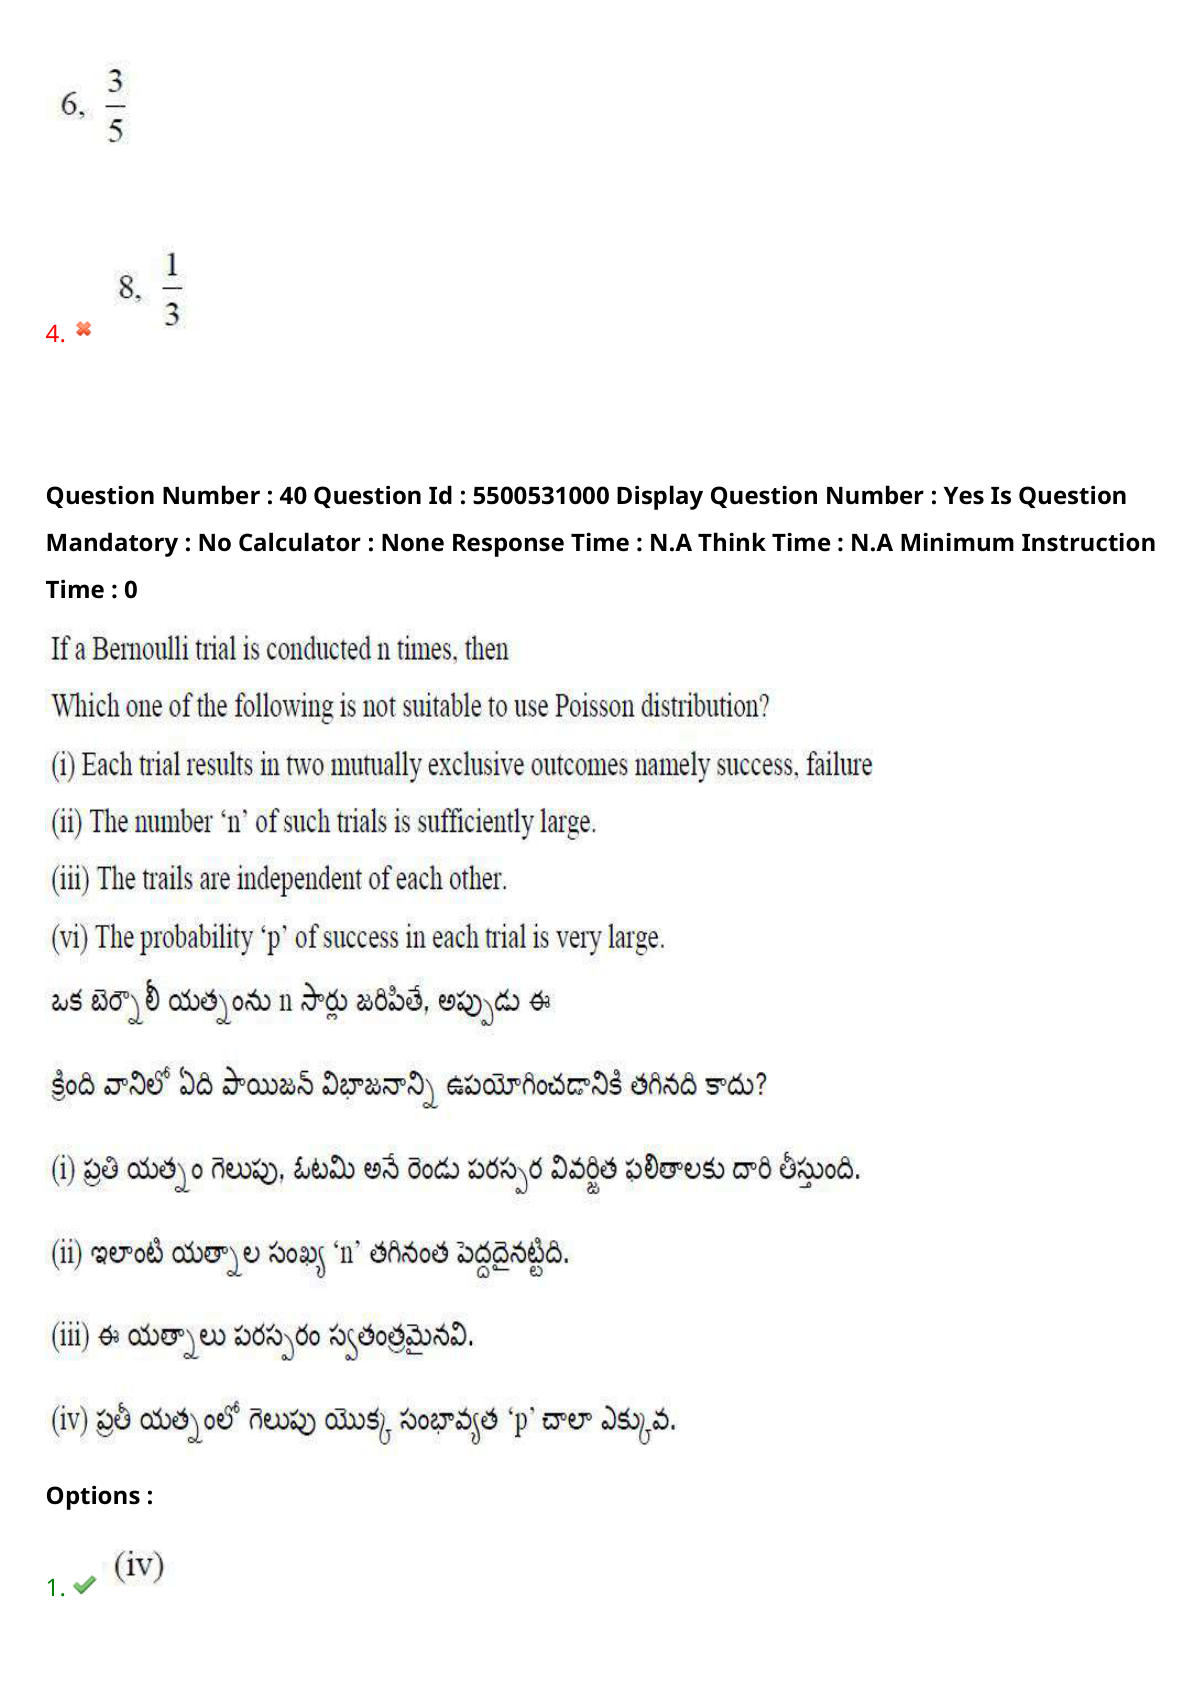 6, 3/5
8, 1/3
4.
Question Number : 40 Question Id : 5500531000 Display Question Number : Yes Is Question
Mandatory : No Calculator : None Response Time : N.A Think Time : N.A Minimum Instruction
Time : 0
If a Bernoulli trial is conducted n times, then
Which one of the following is not suitable to use Poisson distribution?
(i) Each trial results in two mutually exclusive outcomes namely success, failure
(ii) The number ‘n’ of such trials is sufficiently large.
(iii) The trails are independent of each other.
(vi) The probability ‘p’ of success in each trial is very large.
ఒక బెర్నౌలీ యత్నంను n సార్లు జరిపితే, అప్పుడు ఈ
క్రింది వానిలో ఏది పాయిజన్ విభాజనాన్ని ఉపయోగించడానికి తగినది కాదు?
(i) ప్రతి యత్నం గెలుపు, ఓటమి అనే రెండు పరస్పర వివర్జిత ఫలితాలకు దారి తీస్తుంది.
(ii) ఇలాంటి యత్నాల సంఖ్య ‘n’ తగినంత పెద్దదైనట్టిది.
(iii) ఈ యత్నాలు పరస్పరం స్వతంత్రమైనవి.
(iv) ప్రతీ యత్నంలో గెలుపు యొక్క సంభావ్యత ‘p’ చాలా ఎక్కువ.
Options :
(iv)
1.